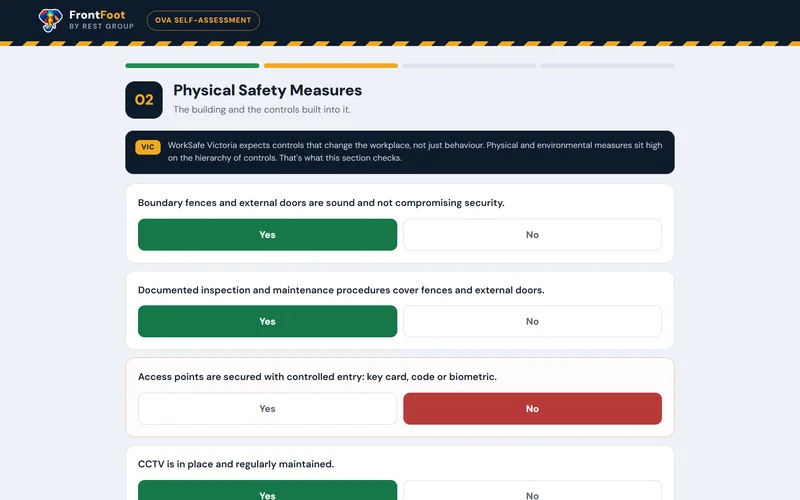 FrontFoot
BY REST GROUP
OVA SELF-ASSESSMENT
02
Physical Safety Measures
The building and the controls built into it.
VIC
WorkSafe Victoria expects controls that change the workplace, not just behaviour. Physical and environmental measures sit high
on the hierarchy of controls. That's what this section checks.
Boundary fences and external doors are sound and not compromising security.
Yes
No
Documented inspection and maintenance procedures cover fences and external doors.
Yes
No
Access points are secured with controlled entry: key card, code or biometric.
Yes
No
CCTV is in place and regularly maintained.
Yes
No